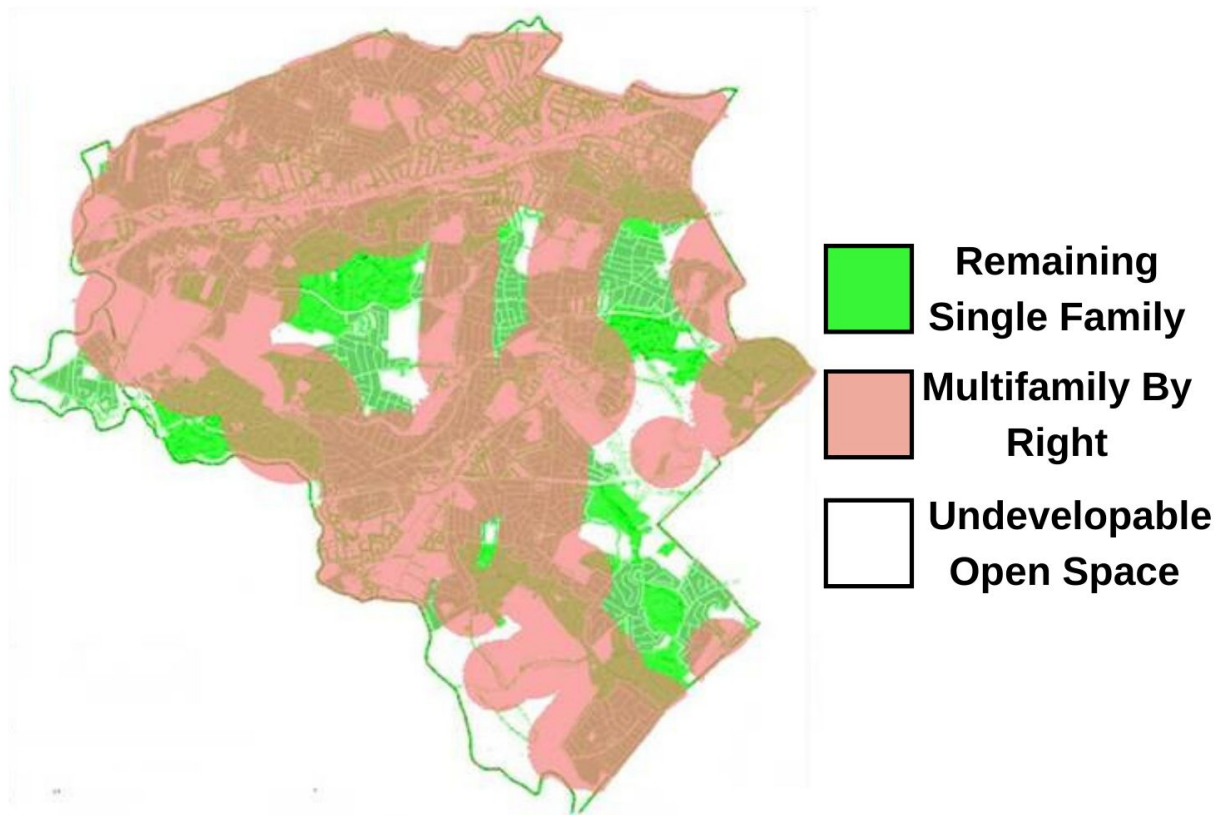 Remaining
Single Family
Multifamily By
Right
Undevelopable
Open Space